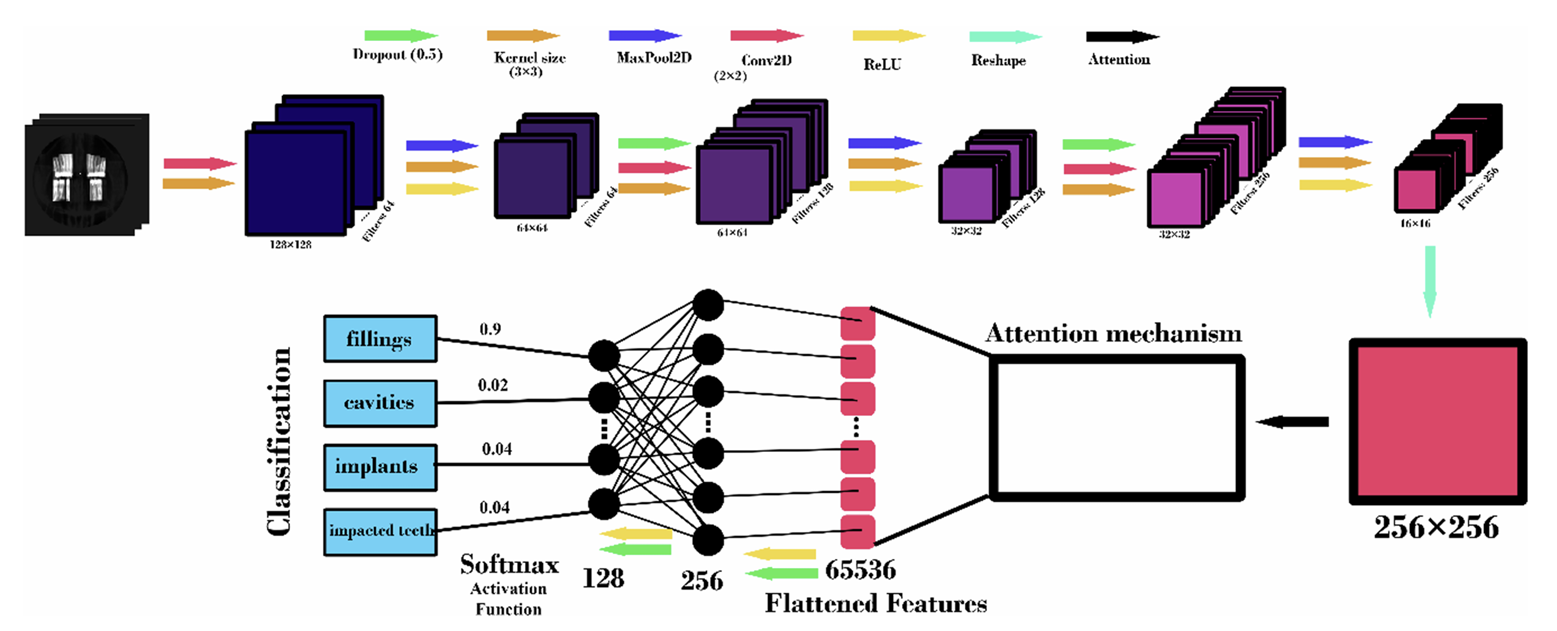 Dropout (0.5)
Kernel size
(3×3)
MaxPool2D
Conv2D
(2×2)
ReLU
Reshape
Attention
128×128
.... Filters: 64
64×64
... Filters: 64
64×64
.... Filters: 128
32×32
... Filters: 128
32×32
... Filters: 256
16×16
... Filters: 256
Attention mechanism
256×256
Classification
fillings
0.9
cavities
0.02
implants
0.04
impacted teeth
0.04
Softmax
Activation
Function
128
256
65536
Flattened Features